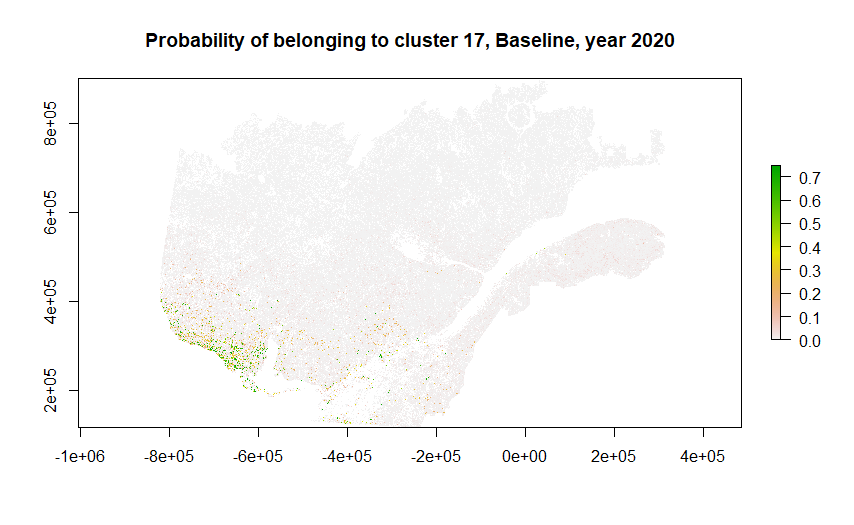 Probability of belonging to cluster 17, Baseline, year 2020
8e+05
6e+05
4e+05
2e+05
-1e+06 -8e+05 -6e+05 -4e+05 -2e+05 0e+00 2e+05 4e+05
0.7
0.6
0.5
0.4
0.3
0.2
0.1
0.0